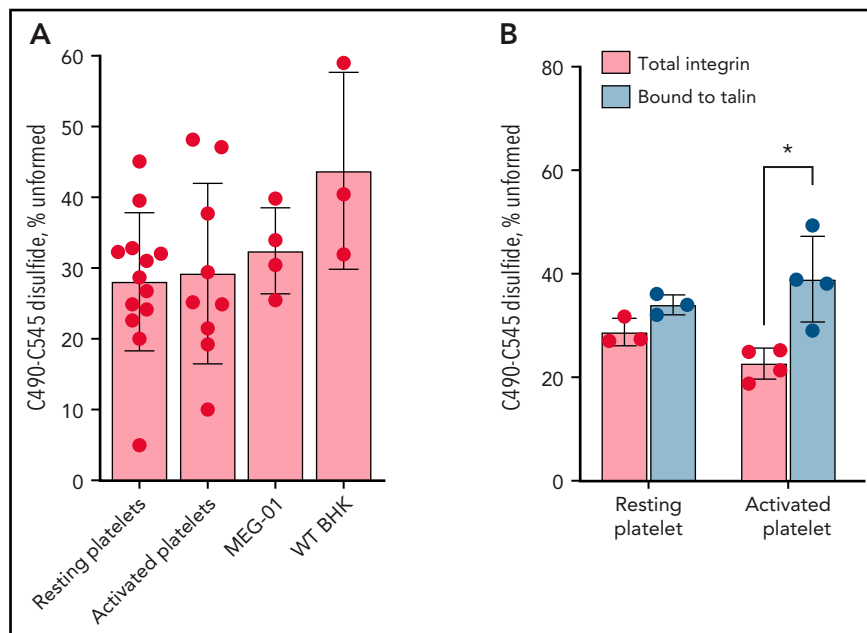 A
C490-C545 disulfide, % unformed
60
50
40
30
20
10
0
Resting platelets
Activated platelets
MEG-01
WT BHK
B
C490-C545 disulfide, % unformed
80
60
40
20
0
Total integrin
Bound to talin
*
Resting
platelet
Activated
platelet